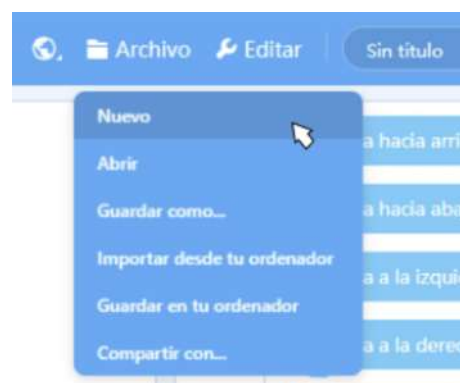 Archivo Editar Sin título
Nuevo
a hacia arri
Abrir
a hacia aba
Guardar como...
Importar desde tu ordenador
a a la izqui
Guardar en tu ordenador
Compartir con...
a a la derec